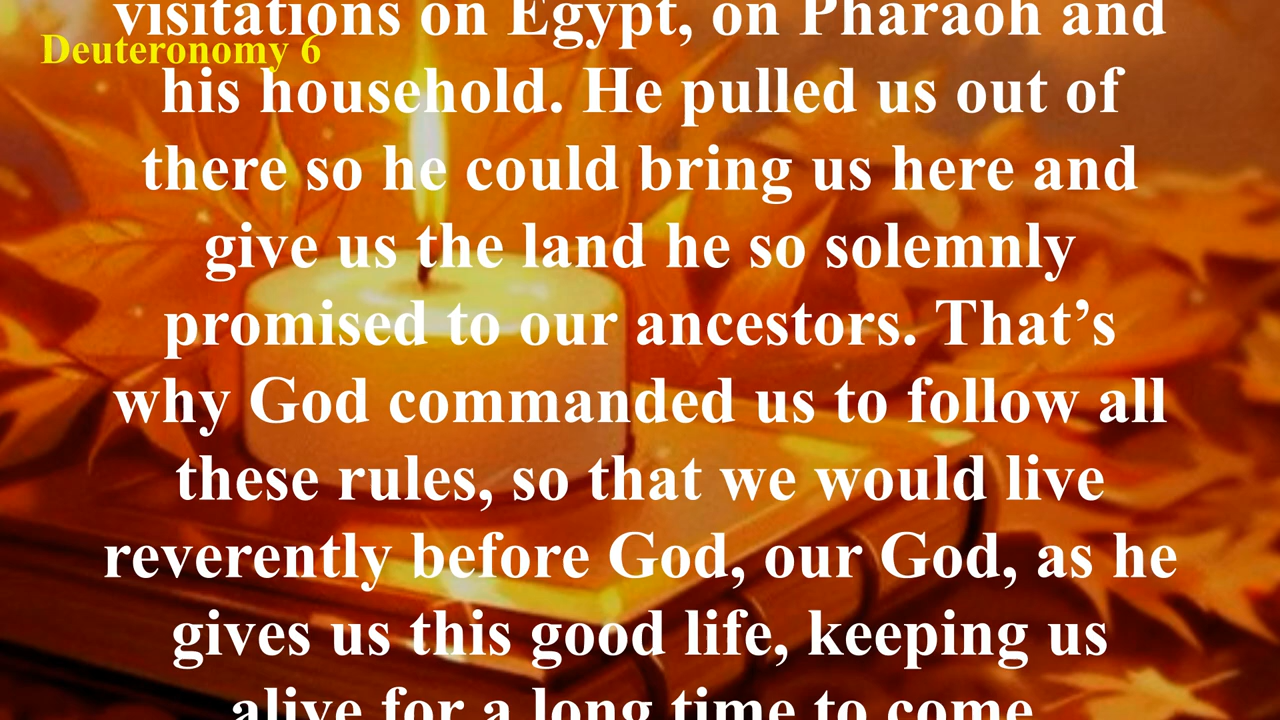 visitations on Egypt, on Pharaoh and
Deuteronomy 6
his household. He pulled us out of
there so he could bring us here and
give us the land he so solemnly
promised to our ancestors. That’s
why God commanded us to follow all
these rules, so that we would live
reverently before God, our God, as he
gives us this good life, keeping us
alive for a long time to come